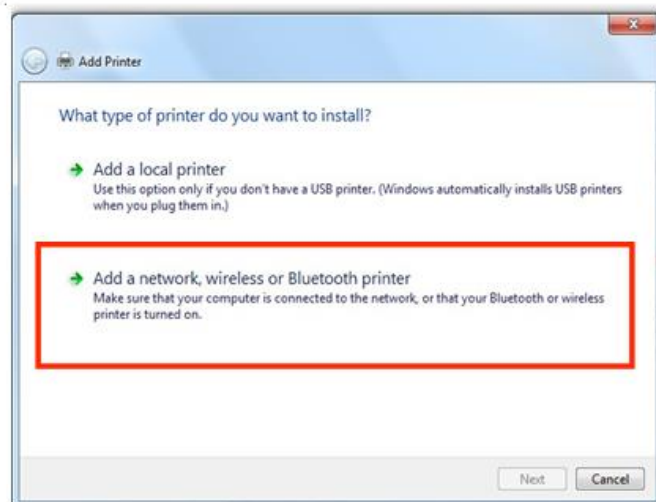 Add Printer
What type of printer do you want to install?
Add a local printer
Use this option only if you don't have a USB printer. (Windows automatically installs USB printers
when you plug them in.)
Add a network, wireless or Bluetooth printer
Make sure that your computer is connected to the network, or that your Bluetooth or wireless
printer is turned on.
Next Cancel